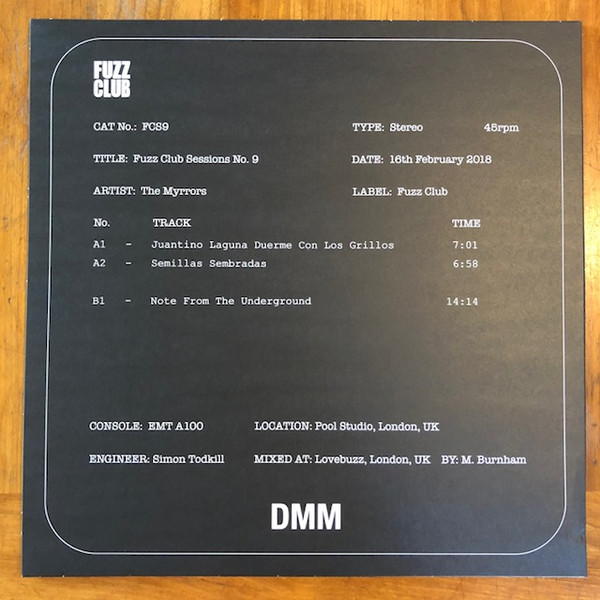 FUZZ
CLUB
CAT No.: FCS9 TYPE: Stereo 45rpm
TITLE: Fuzz Club Sessions No. 9 DATE: 16th February 2018
ARTIST: The Myrrors LABEL: Fuzz Club
No. TRACK TIME
A1 - Juantino Laguna Duerme Con Los Grillos 7:01
A2 - Semillas Sembradas 6:58
B1 - Note From The Underground 14:14
CONSOLE: EMT A100 LOCATION: Pool Studio, London, UK
ENGINEER: Simon Todkill MIXED AT: Lovebuzz, London, UK BY: M. Burnham
DMM